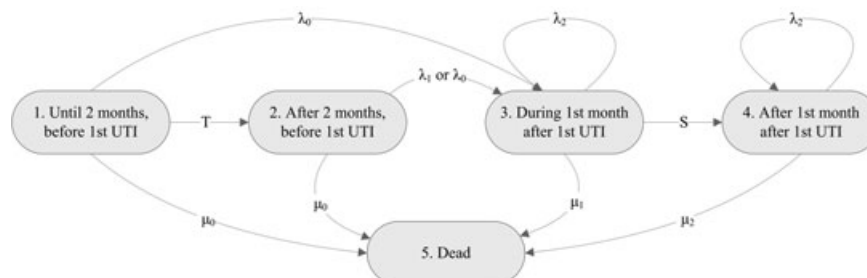 λ₀
λ₂
λ₂
λ₁ or λ₀
1. Until 2 months,
before 1st UTI
T
2. After 2 months,
before 1st UTI
3. During 1st month
after 1st UTI
S
4. After 1st month
after 1st UTI
μ₀
μ₀
μ₁
μ₂
5. Dead